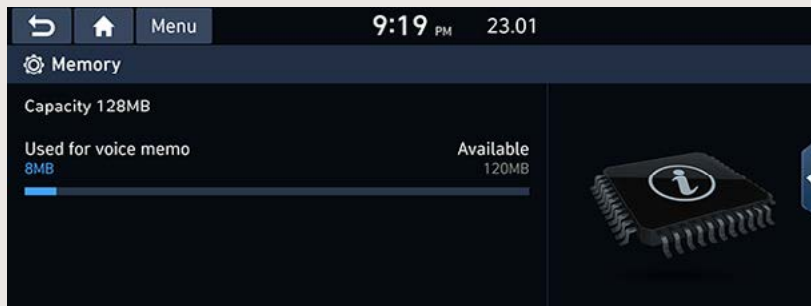 Menu 9:19 PM 23.01
Memory
Capacity 128MB
Used for voice memo Available
8MB 120MB